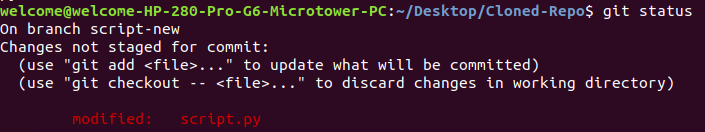 welcome@welcome-HP-280-Pro-G6-Microtower-PC:~/Desktop/Cloned-Repo$ git status
On branch script-new
Changes not staged for commit:
  (use "git add <file>..." to update what will be committed)
  (use "git checkout -- <file>..." to discard changes in working directory)

        modified:   script.py